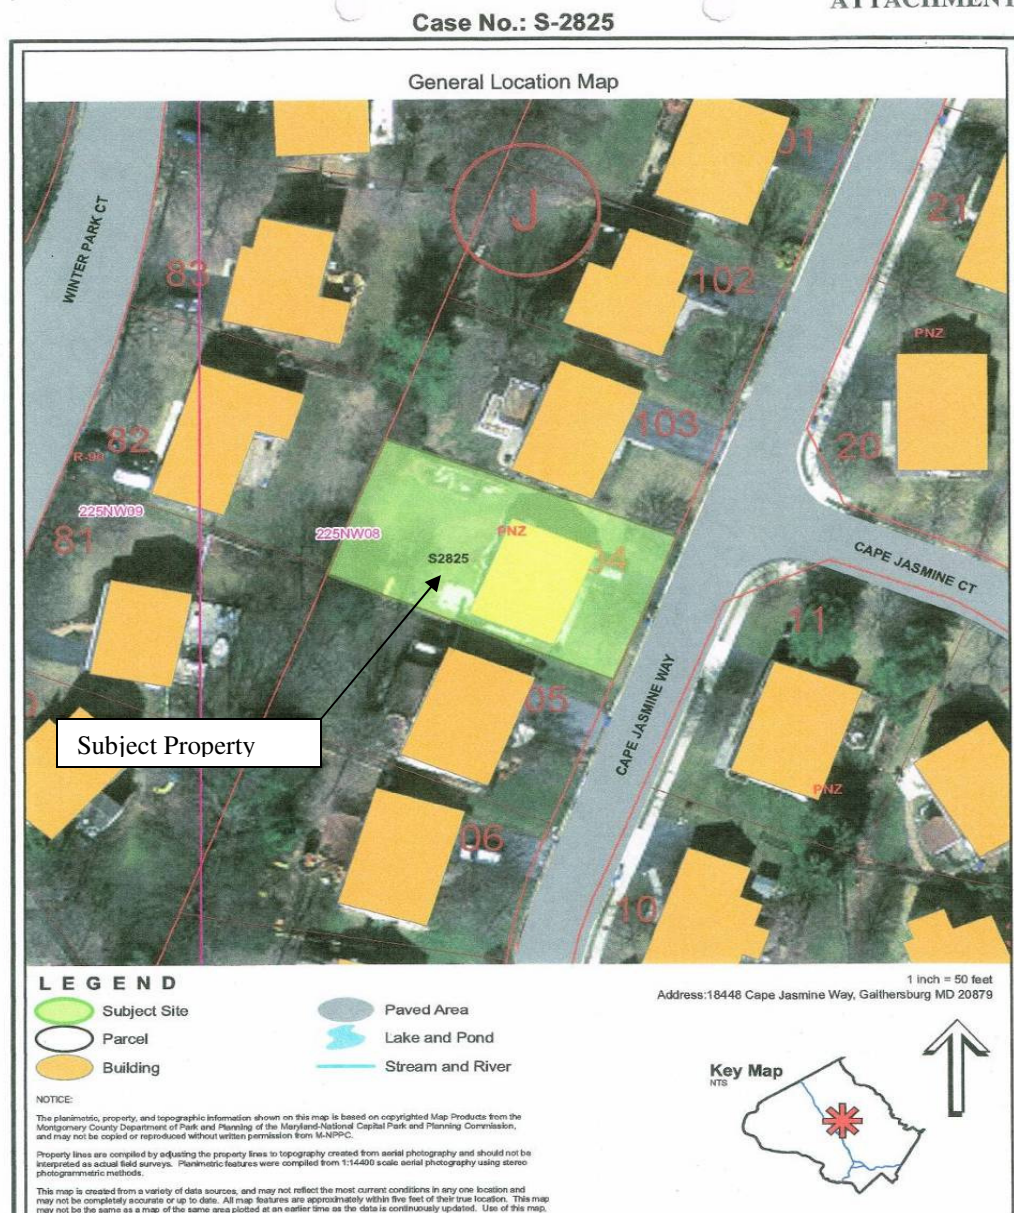 ATTACHMENT
Case No.: S-2825
General Location Map
J
01
21
WINTER PARK CT
83
102
PNZ
103
82
20
R-90
225NW09
225NW08
PNZ
81
S2825
04
CAPE JASMINE CT
11
05
CAPE JASMINE WAY
Subject Property
PNZ
06
10
LEGEND
Subject Site
Parcel
Building
Paved Area
Lake and Pond
Stream and River
1 inch = 50 feet
Address:18448 Cape Jasmine Way, Gaithersburg MD 20879
Key Map
NTS
NOTICE:
The planimetric, property, and topographic information shown on this map is based on copyrighted Map Products from the
Montgomery County Department of Park and Planning of the Maryland-National Capital Park and Planning Commission,
and may not be copied or reproduced without written permission from M-NPPC.
Property lines are compiled by adjusting the property lines to topography created from aerial photography and should not be
interpreted as actual field surveys. Planimetric features were compiled from 1:14400 scale aerial photography using stereo
photogrammetric methods.
This map is created from a variety of data sources, and may not reflect the most current conditions in any one location and
may not be completely accurate or up to date. All map features are approximately within five feet of their true location. This map
may not be the same as a map of the same area plotted at an earlier time as the data is continuously updated. Use of this map,